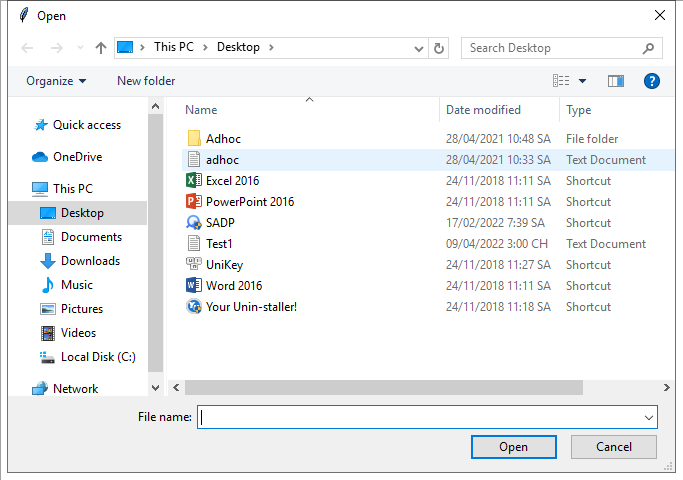 Open
This PC > Desktop >
Search Desktop
Organize
New folder
Name Date modified Type
Quick access
OneDrive
This PC
Desktop
Documents
Downloads
Music
Pictures
Videos
Local Disk (C:)
Network
Adhoc 28/04/2021 10:48 SA File folder
adhoc 28/04/2021 10:33 SA Text Document
Excel 2016 24/11/2018 11:11 SA Shortcut
PowerPoint 2016 24/11/2018 11:11 SA Shortcut
SADP 17/02/2022 7:39 SA Shortcut
Test1 09/04/2022 3:00 CH Text Document
UniKey 24/11/2018 11:27 SA Shortcut
Word 2016 24/11/2018 11:11 SA Shortcut
Your Unin-staller! 24/11/2018 11:18 SA Shortcut
File name:
Open Cancel